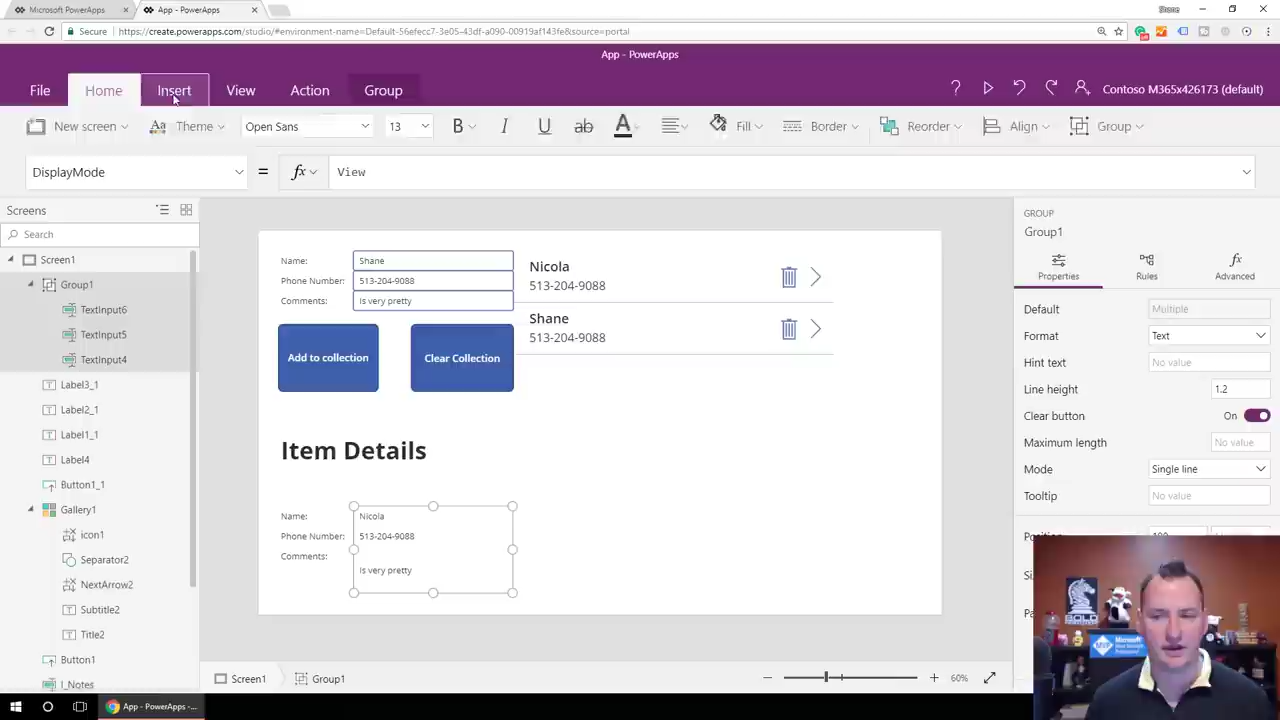 Microsoft PowerApps
App - PowerApps
Shane
Secure
https://create.powerapps.com/studio/#environment-name=Default-56efecc7-3e05-43df-a090-00919af143fe&source=portal
App - PowerApps
File
Home
Insert
View
Action
Group
Contoso M365x426173 (default)
New screen
Theme
Open Sans
13
B
I
U
ab
A
Fill
Border
Reorder
Align
Group
DisplayMode
=
fx
View
Screens
Search
Screen1
Group1
TextInput6
TextInput5
TextInput4
Label3_1
Label2_1
Label1_1
Label4
Button1_1
Gallery1
icon1
Separator2
NextArrow2
Subtitle2
Title2
Button1
I_Notes
Name:
Shane
Phone Number:
513-204-9088
Comments:
Is very pretty
Add to collection
Clear Collection
Nicola
513-204-9088
Shane
513-204-9088
Item Details
Name:
Nicola
Phone Number:
513-204-9088
Comments:
Is very pretty
GROUP
Group1
Properties
Rules
Advanced
Default
Multiple
Format
Text
Hint text
No value
Line height
1.2
Clear button
On
Maximum length
No value
Mode
Single line
Tooltip
No value
Screen1
Group1
60%
App - PowerApps
BOLD
Microsoft
MVP